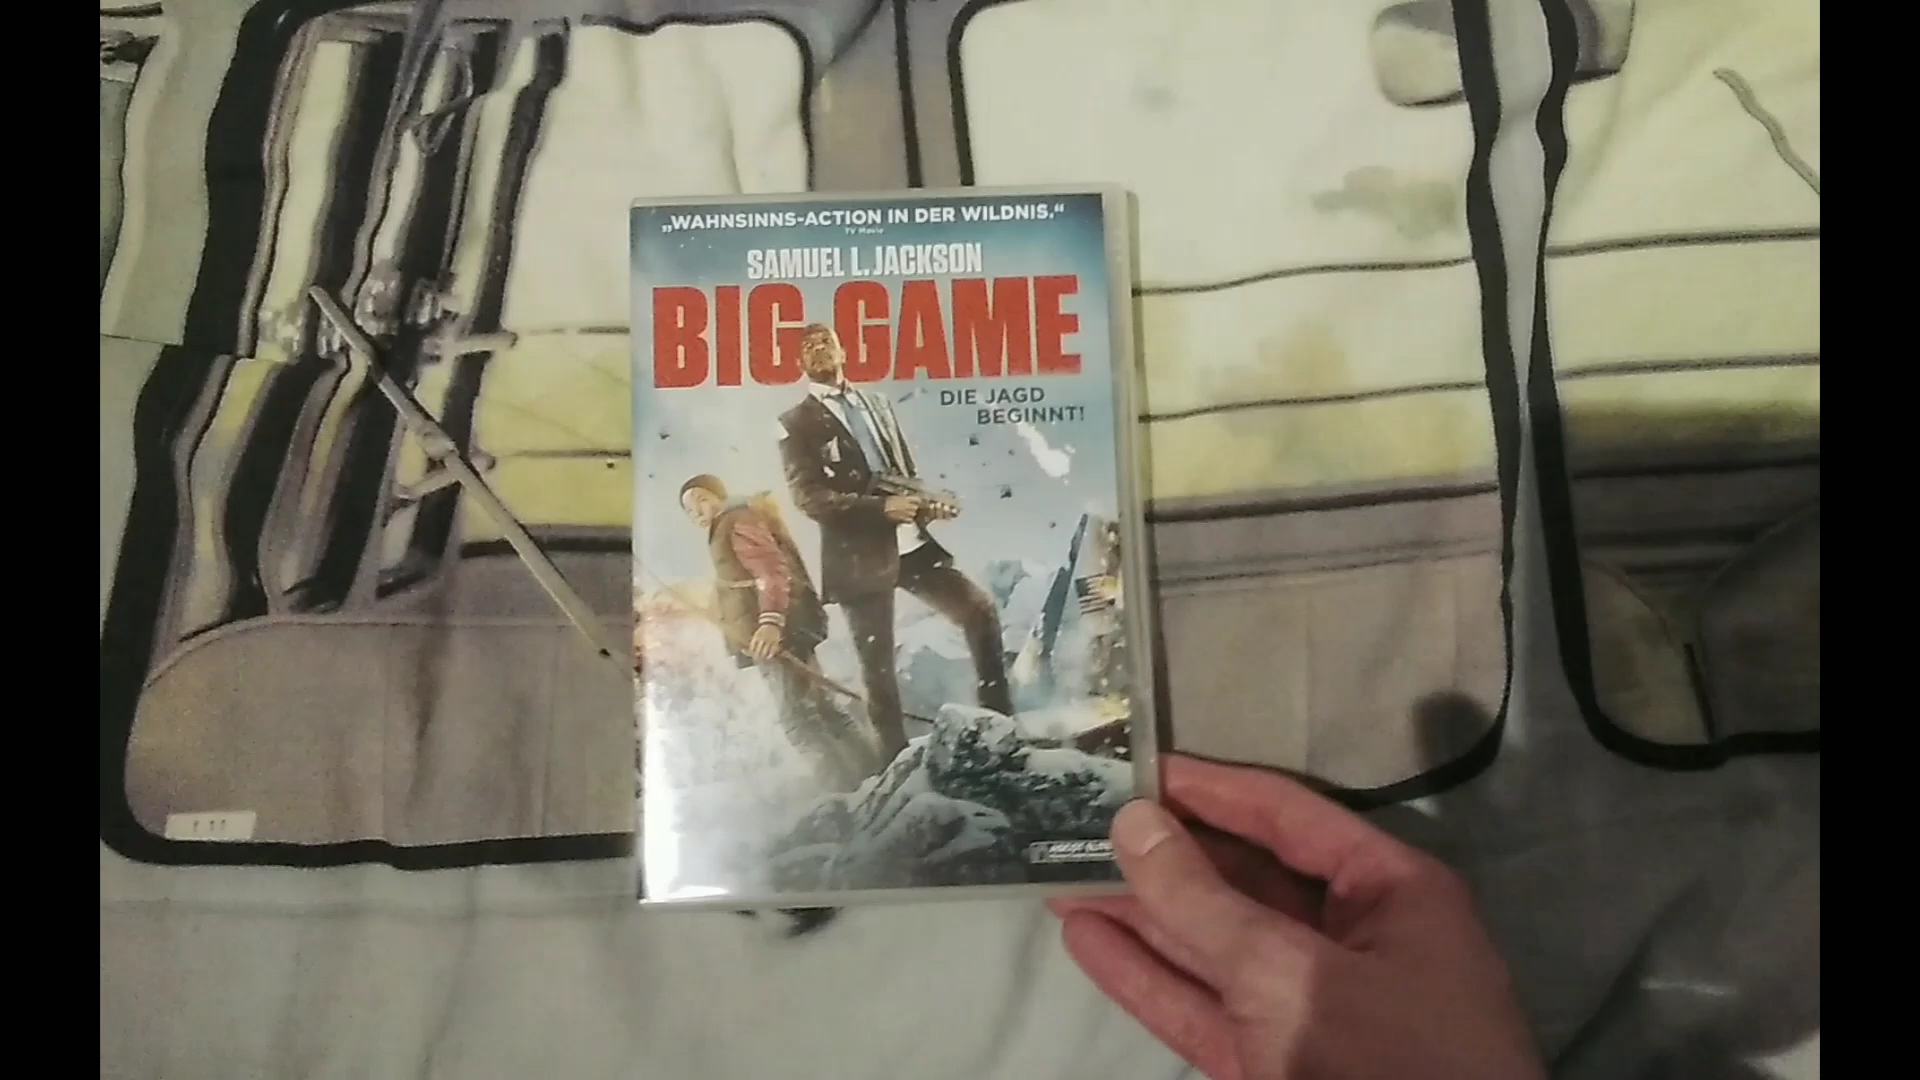 „WAHNSINNS-ACTION IN DER WILDNIS.“
TV Movie
SAMUEL L. JACKSON
BIG GAME
DIE JAGD
BEGINNT!